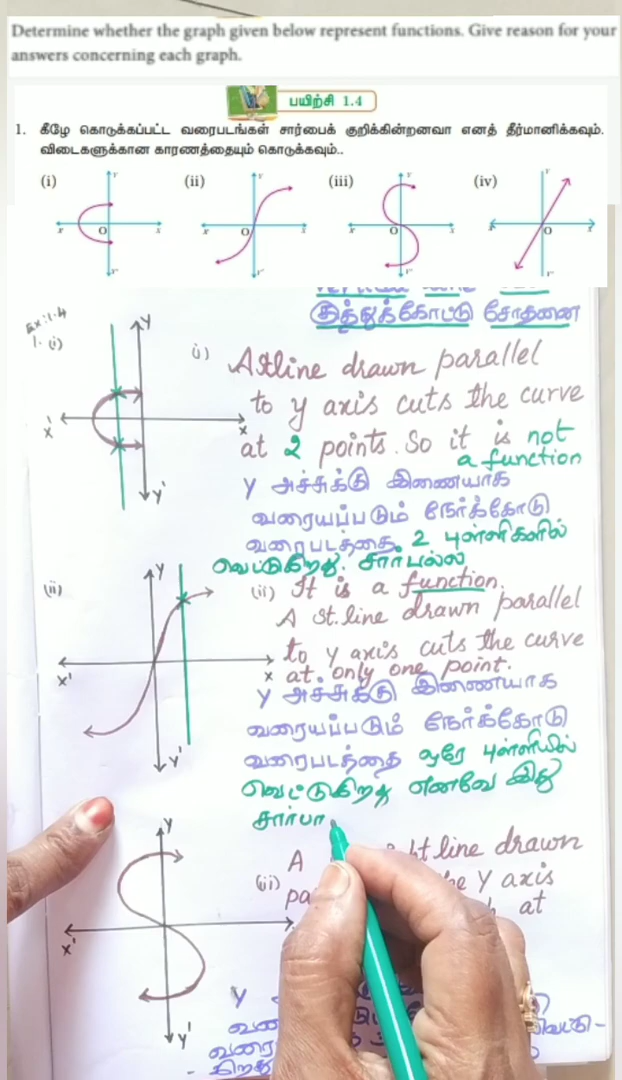 Determine whether the graph given below represent functions. Give reason for your
answers concerning each graph.
பயிற்சி 1.4
1. கீழே கொடுக்கப்பட்ட வரைபடங்கள் சார்பைக் குறிக்கின்றனவா எனத் தீர்மானிக்கவும்.
விடைகளுக்கான காரணத்தையும் கொடுக்கவும்..
(i) (ii) (iii) (iv)
குத்துக்கோட்டு சோதனை
Ex:1.4
1. (i)
i) A st.line drawn parallel
to y axis cuts the curve
at 2 points. So it is not
a function
Y அச்சுக்கு இணையாக
வரையப்படும் நேர்க்கோடு
வரைபடத்தை 2 புள்ளிகளில்
வெட்டுகிறது. சார்பல்ல
(ii)
(ii) It is a function.
A st.line drawn parallel
to y axis cuts the curve
at only one point.
Y அச்சுக்கு இணையாக
வரையப்படும் நேர்க்கோடு
வரைபடத்தை ஒரே புள்ளியில்
வெட்டுகிறது எனவே இது
சார்பா
A line drawn
Y axis
at
Y